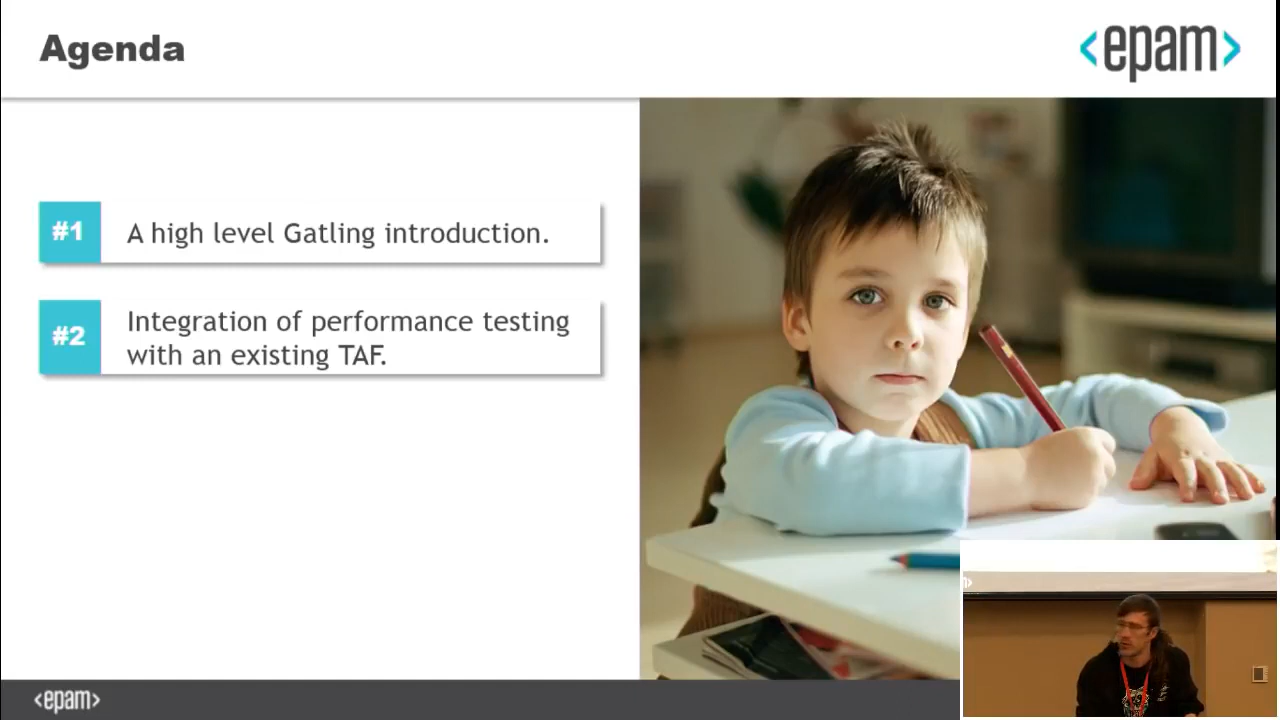 Agenda
<epam>
#1
A high level Gatling introduction.
#2
Integration of performance testing
with an existing TAF.
<epam>